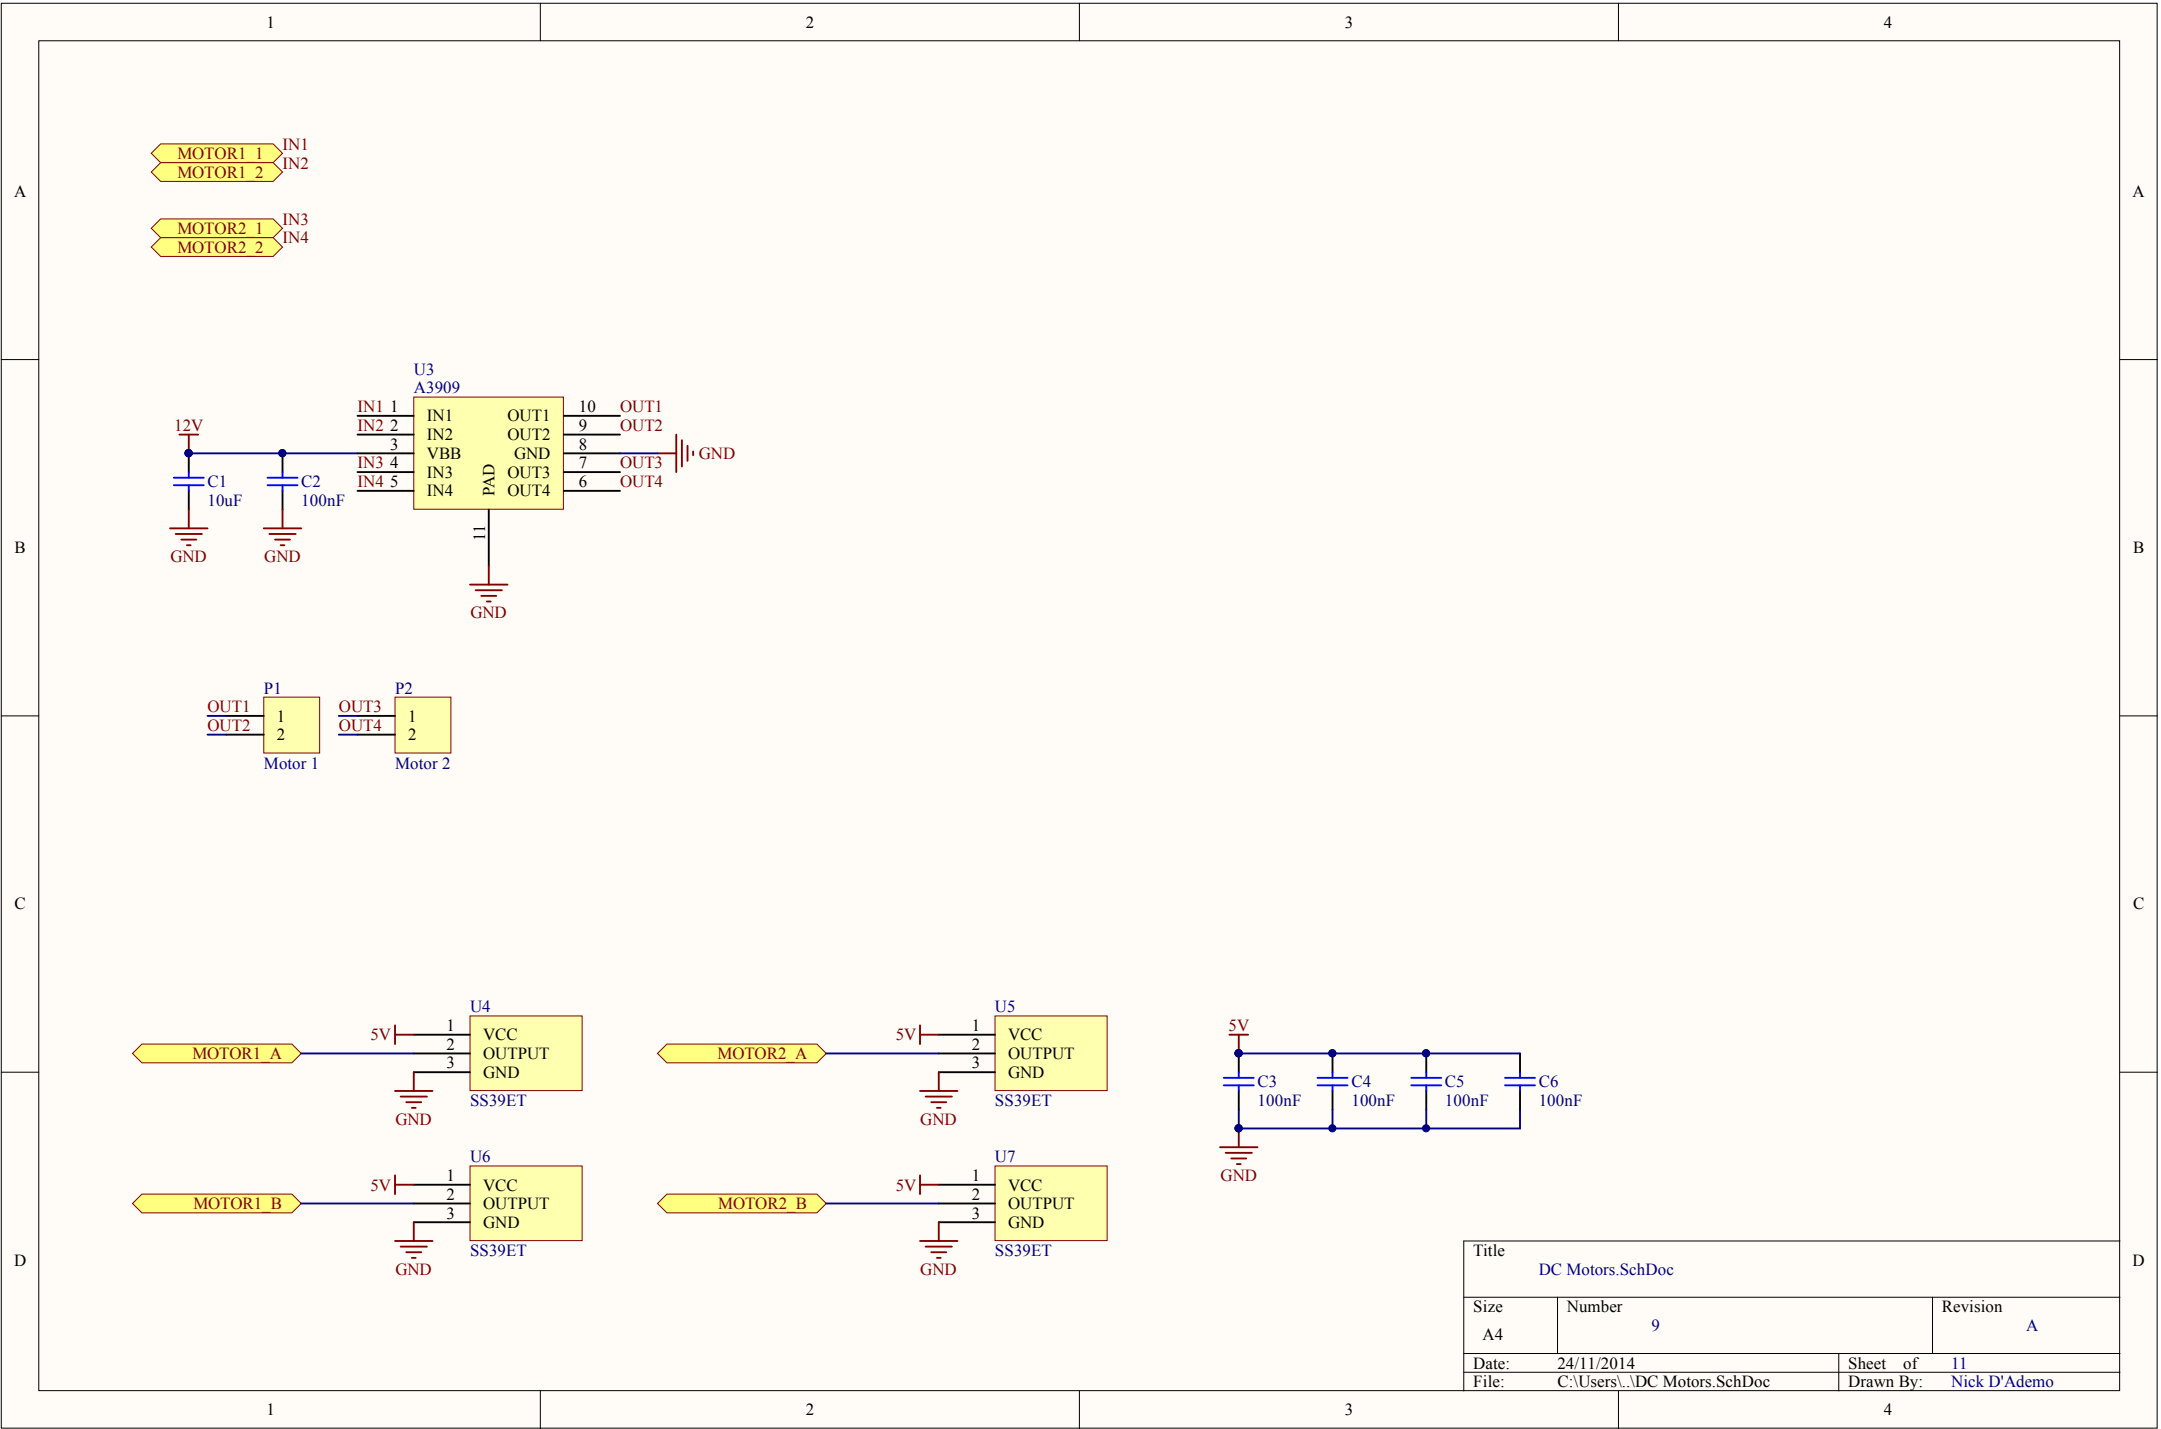 1 2 3 4
A A
MOTOR1_1 IN1
MOTOR1_2 IN2
MOTOR2_1 IN3
MOTOR2_2 IN4
B B
U3
A3909
12V
IN1 1 IN1 OUT1 10 OUT1
IN2 2 IN2 OUT2 9 OUT2
3 VBB GND 8 GND
IN3 4 IN3 OUT3 7 OUT3
IN4 5 IN4 OUT4 6 OUT4
PAD
11
GND
C1
10uF
GND
C2
100nF
GND
P1
OUT1 1
OUT2 2
Motor 1
P2
OUT3 1
OUT4 2
Motor 2
C C
U4
5V 1 VCC
MOTOR1_A 2 OUTPUT
3 GND
GND
SS39ET
U5
5V 1 VCC
MOTOR2_A 2 OUTPUT
3 GND
GND
SS39ET
5V
C3
100nF
C4
100nF
C5
100nF
C6
100nF
GND
D D
U6
5V 1 VCC
MOTOR1_B 2 OUTPUT
3 GND
GND
SS39ET
U7
5V 1 VCC
MOTOR2_B 2 OUTPUT
3 GND
GND
SS39ET
Title
DC Motors.SchDoc
Size Number Revision
A4 9 A
Date: 24/11/2014 Sheet of 11
File: C:\Users\..\DC Motors.SchDoc Drawn By: Nick D'Ademo
1 2 3 4